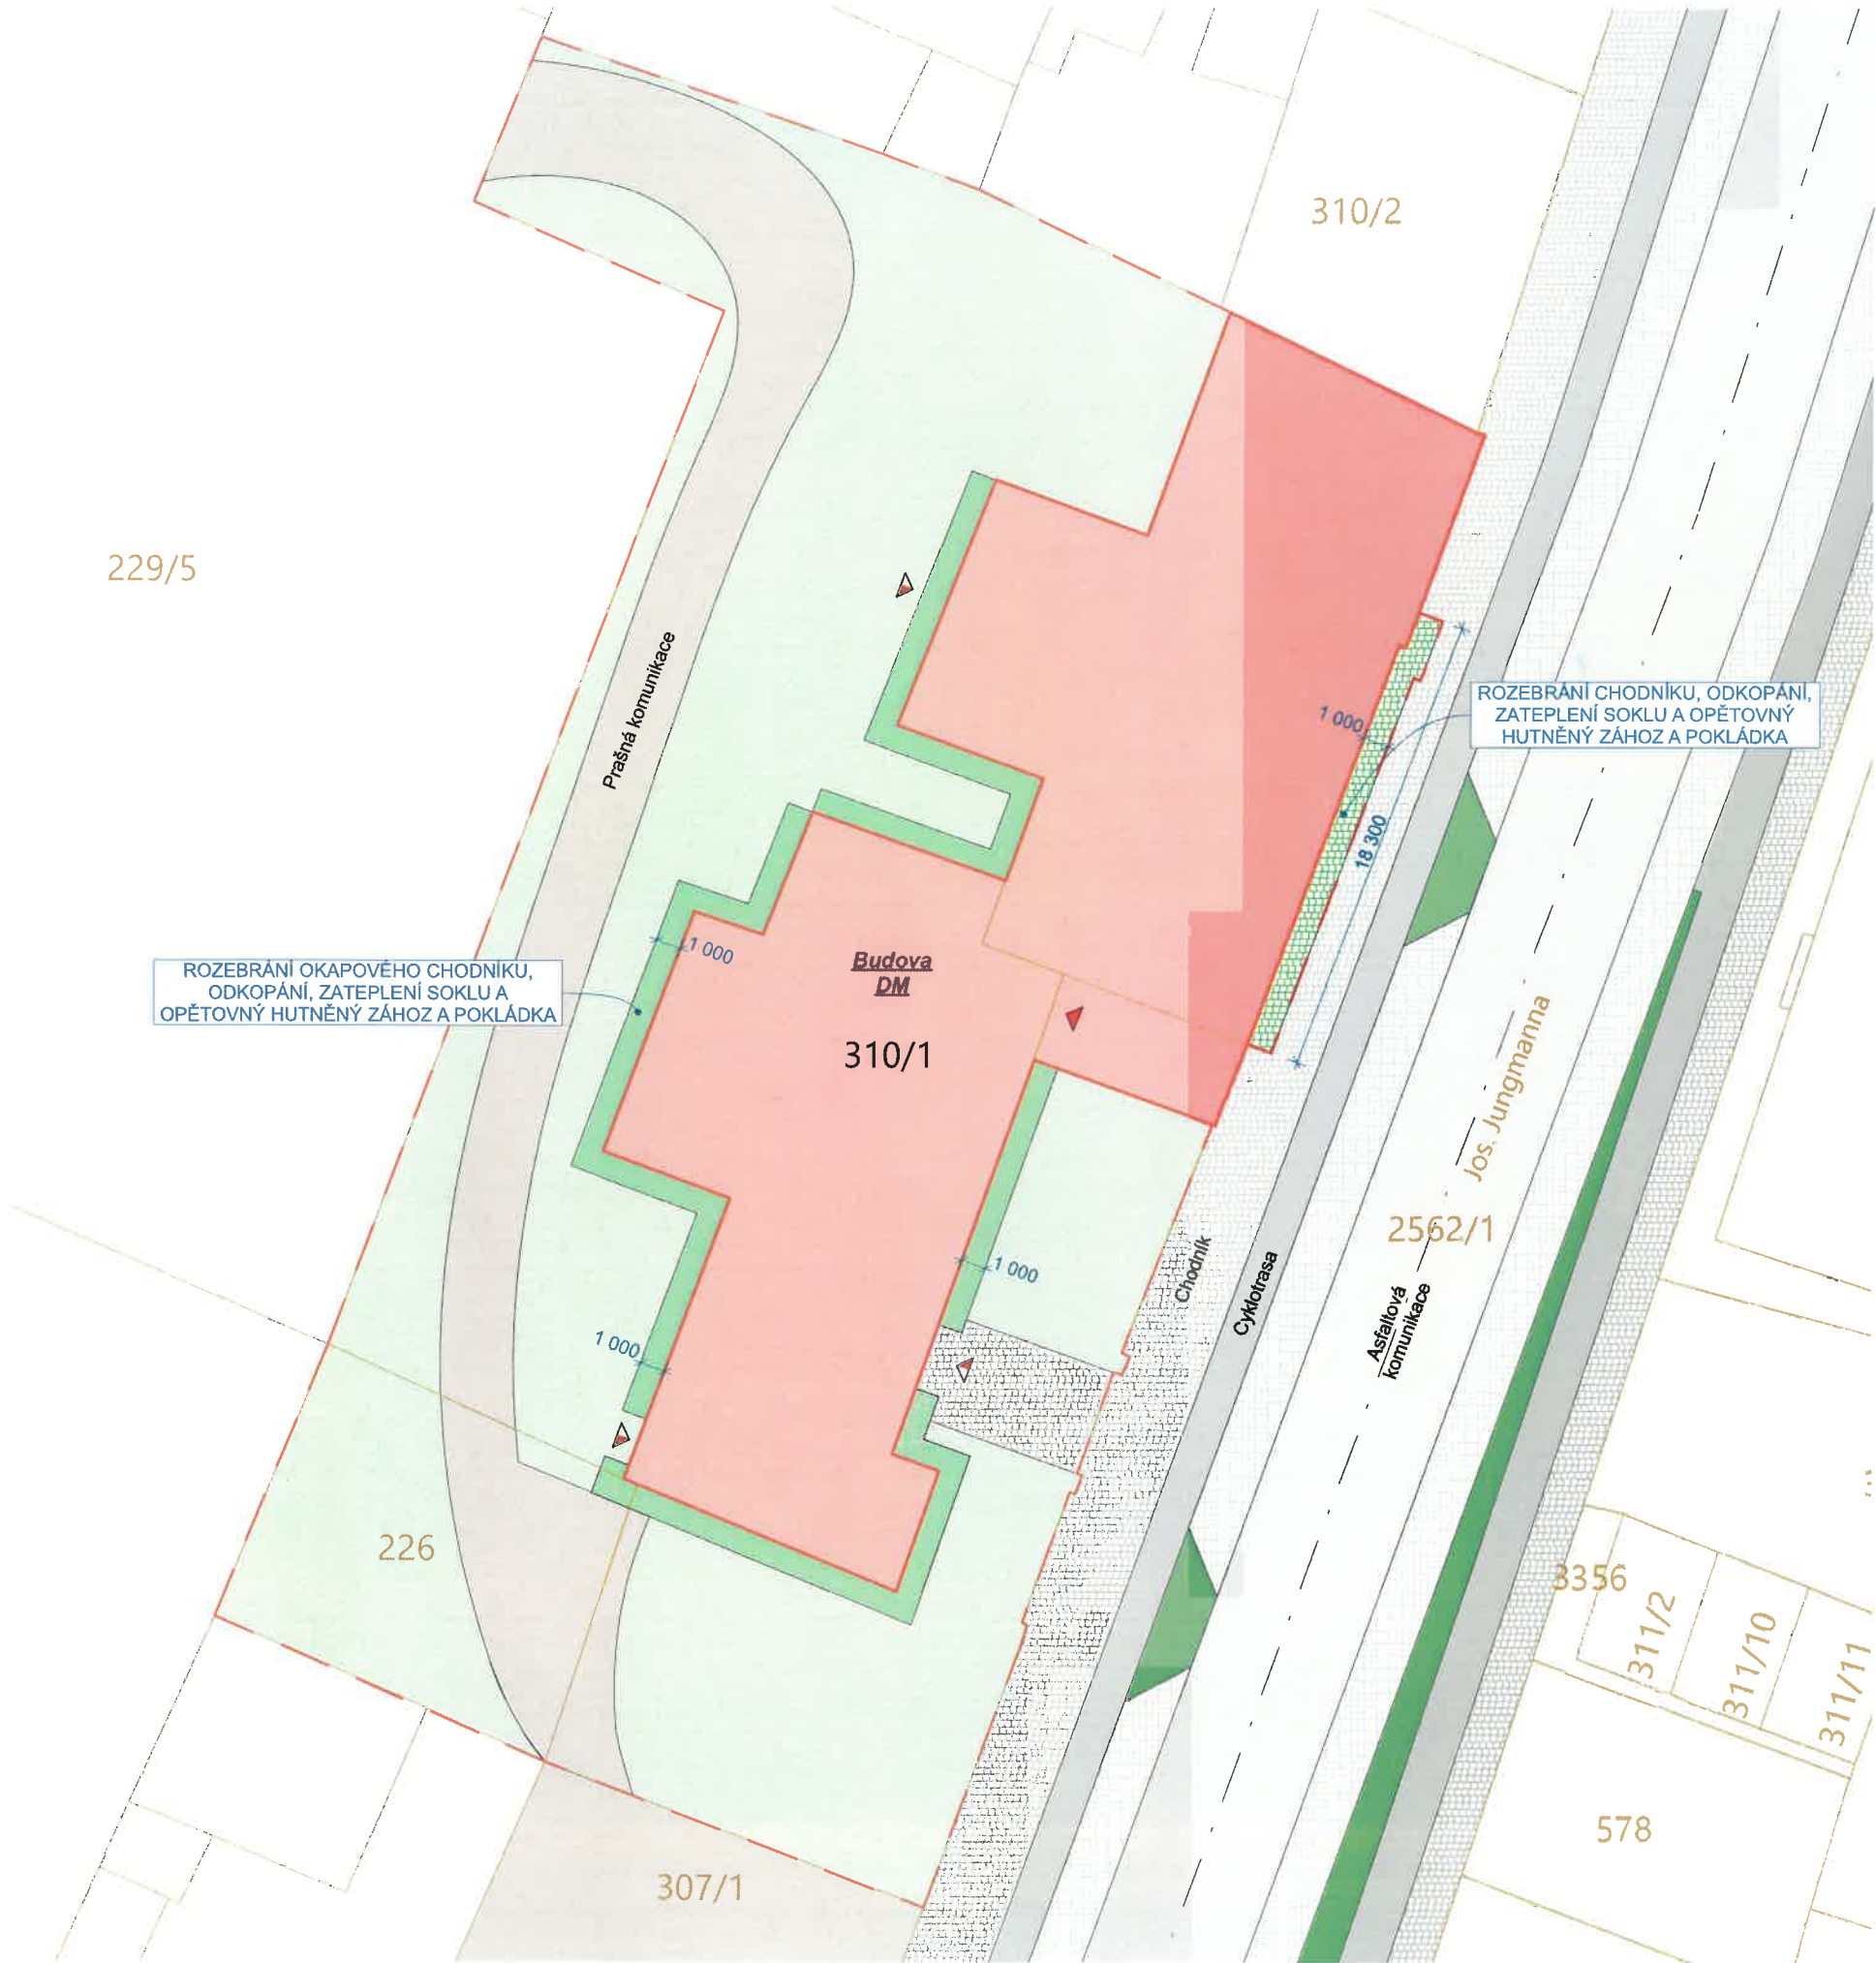 310/2
229/5
Prašná komunikace
1 000
ROZEBRÁNÍ CHODNÍKU, ODKOPÁNÍ,
ZATEPLENÍ SOKLU A OPĚTOVNÝ
HUTNĚNÝ ZÁHOZ A POKLÁDKA
18 300
1 000
ROZEBRÁNÍ OKAPOVÉHO CHODNÍKU,
ODKOPÁNÍ, ZATEPLENÍ SOKLU A
OPĚTOVNÝ HUTNĚNÝ ZÁHOZ A POKLÁDKA
Budova
DM
310/1
Jos. Jungmanna
2562/1
Chodník
Cyklotrasa
Asfaltová
komunikace
1 000
1 000
226
3356
311/2
311/10
311/11
578
307/1